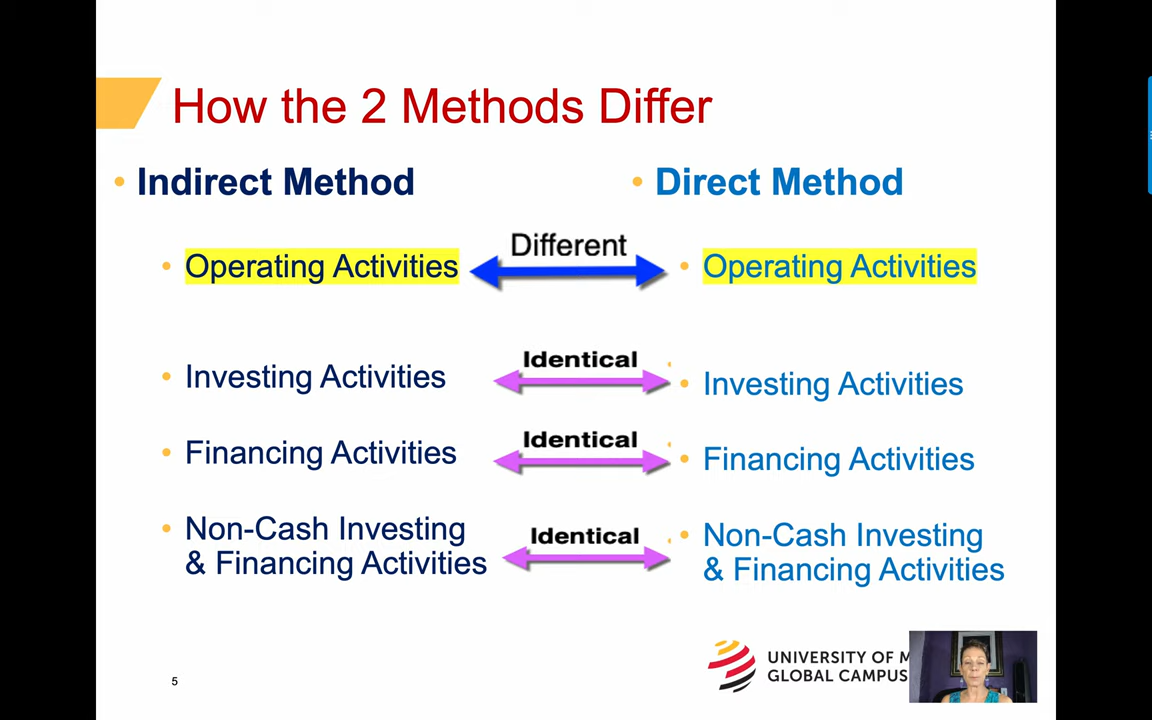 How the 2 Methods Differ
• Indirect Method
• Direct Method
• Operating Activities
Different
• Operating Activities
• Investing Activities
Identical
• Investing Activities
• Financing Activities
Identical
• Financing Activities
• Non-Cash Investing
& Financing Activities
Identical
• Non-Cash Investing
& Financing Activities
5
UNIVERSITY OF
GLOBAL CAMPUS